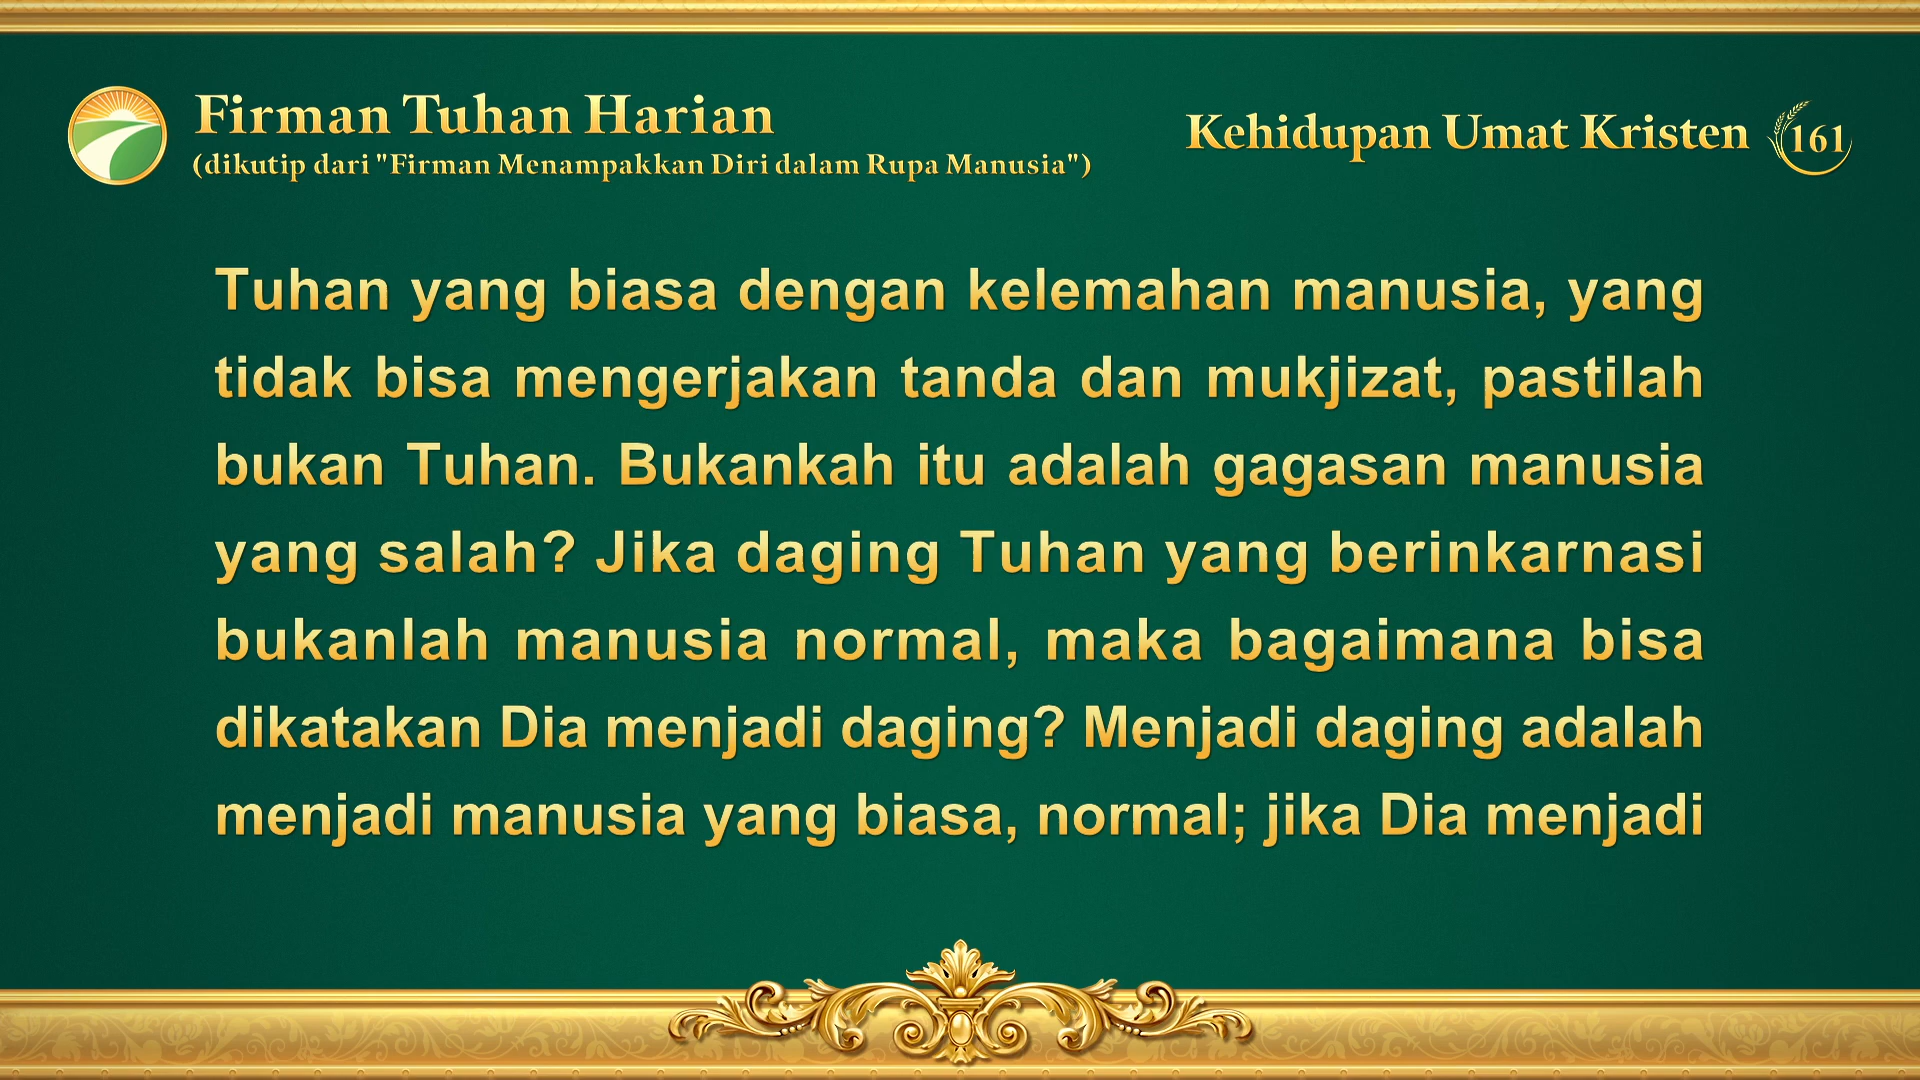 Firman Tuhan Harian
(dikutip dari "Firman Menampakkan Diri dalam Rupa Manusia")
Kehidupan Umat Kristen 161
Tuhan yang biasa dengan kelemahan manusia, yang
tidak bisa mengerjakan tanda dan mukjizat, pastilah
bukan Tuhan. Bukankah itu adalah gagasan manusia
yang salah? Jika daging Tuhan yang berinkarnasi
bukanlah manusia normal, maka bagaimana bisa
dikatakan Dia menjadi daging? Menjadi daging adalah
menjadi manusia yang biasa, normal; jika Dia menjadi